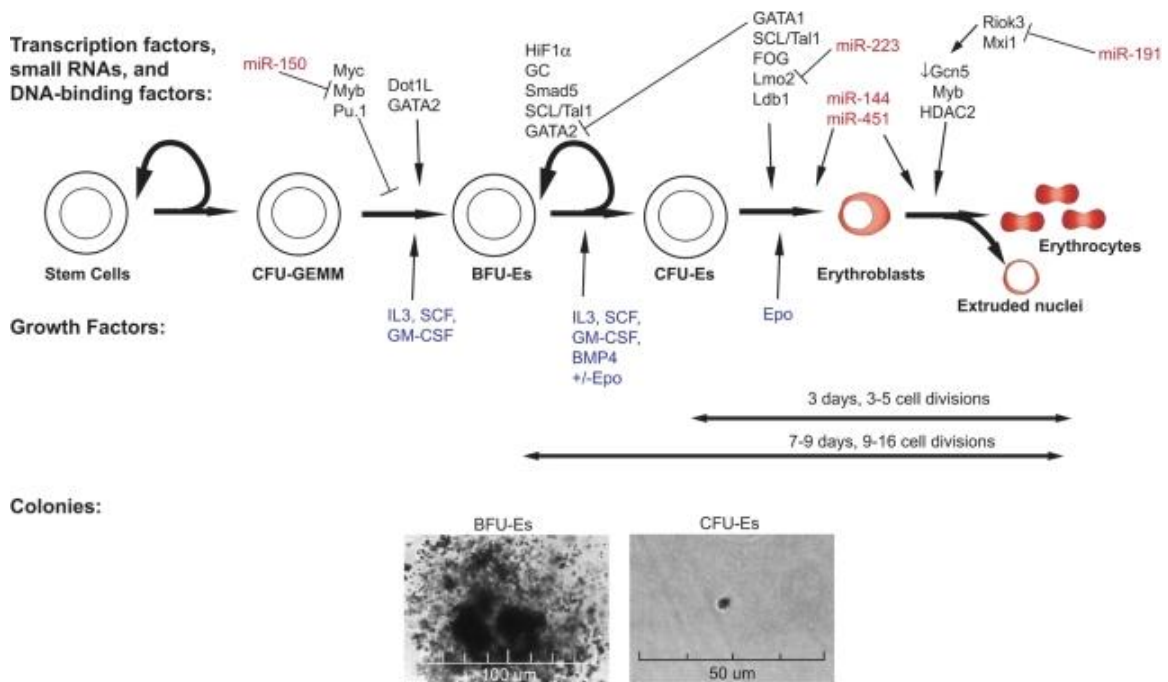 Transcription factors,
small RNAs, and
DNA-binding factors:
miR-150
Myc
Myb
Pu.1
Dot1L
GATA2
HiF1α
GC
Smad5
SCL/Tal1
GATA2
GATA1
SCL/Tal1
FOG
Lmo2
Ldb1
miR-223
miR-144
miR-451
Riok3
Mxi1
miR-191
↓Gcn5
Myb
HDAC2
Stem Cells
CFU-GEMM
BFU-Es
CFU-Es
Erythroblasts
Erythrocytes
Extruded nuclei
Growth Factors:
IL3, SCF,
GM-CSF
IL3, SCF,
GM-CSF,
BMP4
+/-Epo
Epo
3 days, 3-5 cell divisions
7-9 days, 9-16 cell divisions
Colonies:
BFU-Es
CFU-Es
100 um
50 um